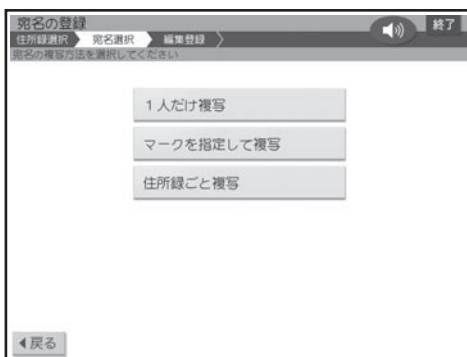 宛名の登録
終了
住所録選択 宛名選択 編集登録
宛名の複写方法を選択してください
1人だけ複写
マークを指定して複写
住所録ごと複写
戻る